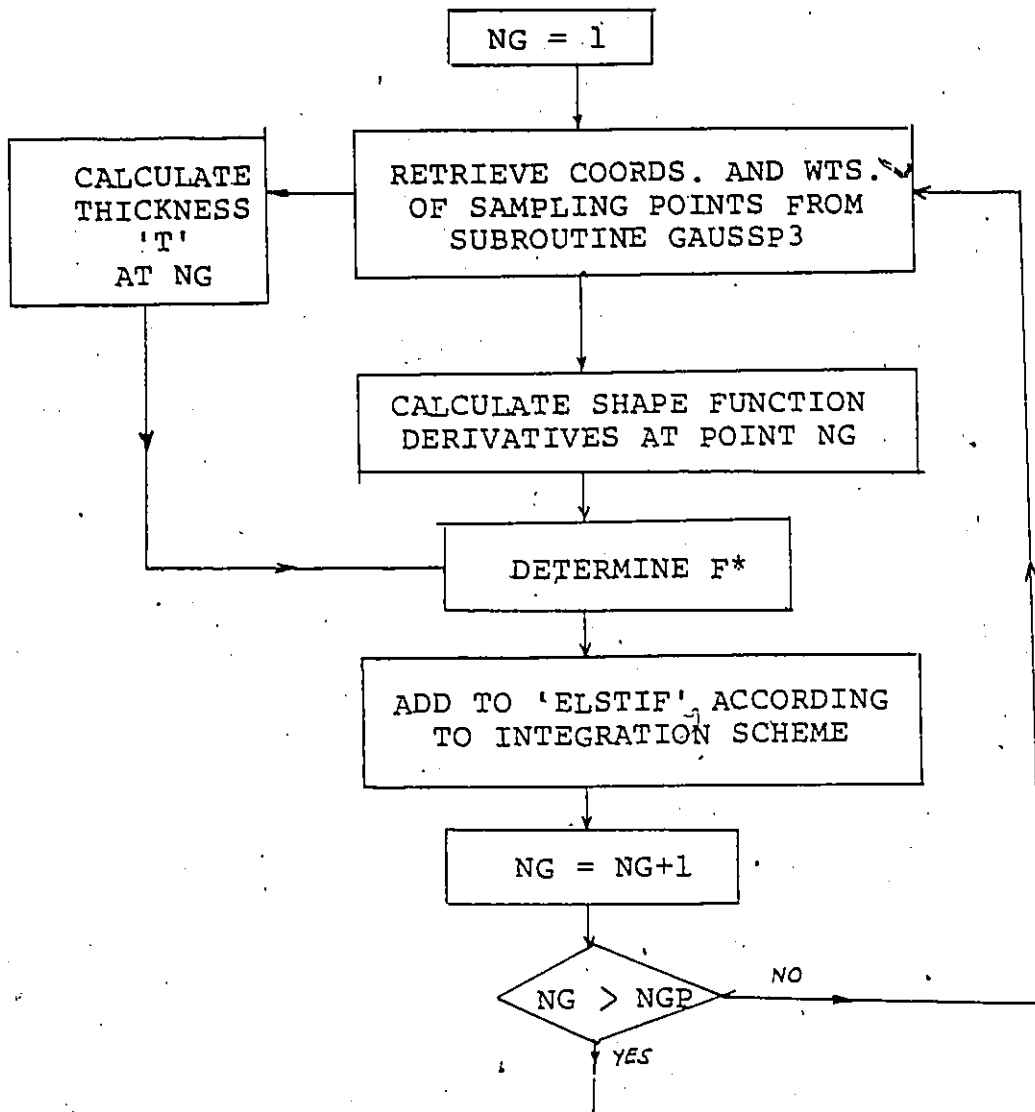 NG = 1
RETRIEVE COORDS. AND WTS.
OF SAMPLING POINTS FROM
SUBROUTINE GAUSSP3
CALCULATE
THICKNESS
'T'
AT NG
CALCULATE SHAPE FUNCTION
DERIVATIVES AT POINT NG
DETERMINE F*
ADD TO 'ELSTIF' ACCORDING
TO INTEGRATION SCHEME
NG = NG+1
NG > NGP
NO
YES